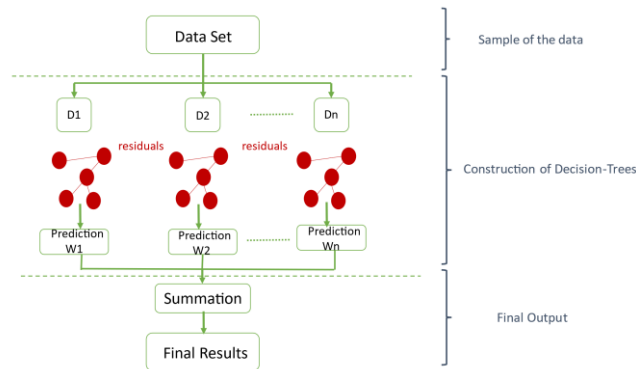 Data Set
Sample of the data
D1
D2
Dn
residuals
residuals
Construction of Decision-Trees
Prediction
W1
Prediction
W2
Prediction
Wn
Summation
Final Output
Final Results